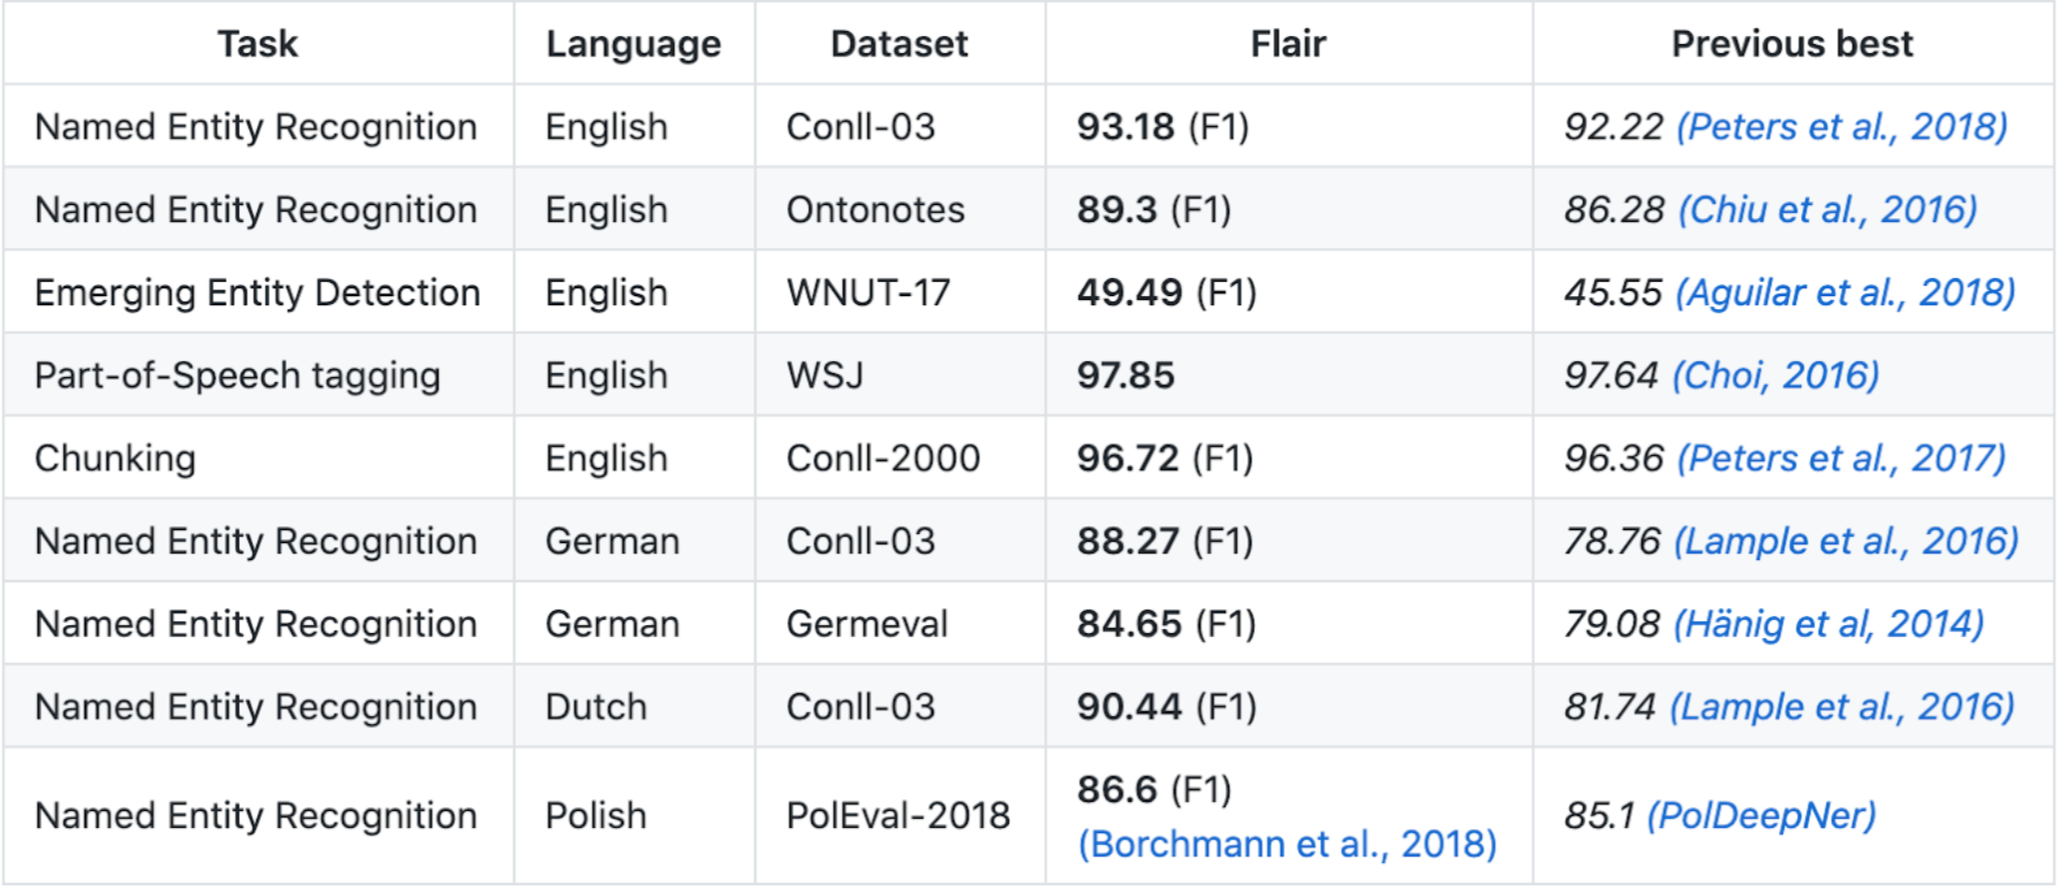 Task Language Dataset Flair Previous best
Named Entity Recognition English Conll-03 93.18 (F1) 92.22 (Peters et al., 2018)
Named Entity Recognition English Ontonotes 89.3 (F1) 86.28 (Chiu et al., 2016)
Emerging Entity Detection English WNUT-17 49.49 (F1) 45.55 (Aguilar et al., 2018)
Part-of-Speech tagging English WSJ 97.85 97.64 (Choi, 2016)
Chunking English Conll-2000 96.72 (F1) 96.36 (Peters et al., 2017)
Named Entity Recognition German Conll-03 88.27 (F1) 78.76 (Lample et al., 2016)
Named Entity Recognition German Germeval 84.65 (F1) 79.08 (Hänig et al, 2014)
Named Entity Recognition Dutch Conll-03 90.44 (F1) 81.74 (Lample et al., 2016)
Named Entity Recognition Polish PolEval-2018 86.6 (F1)
(Borchmann et al., 2018) 85.1 (PolDeepNer)